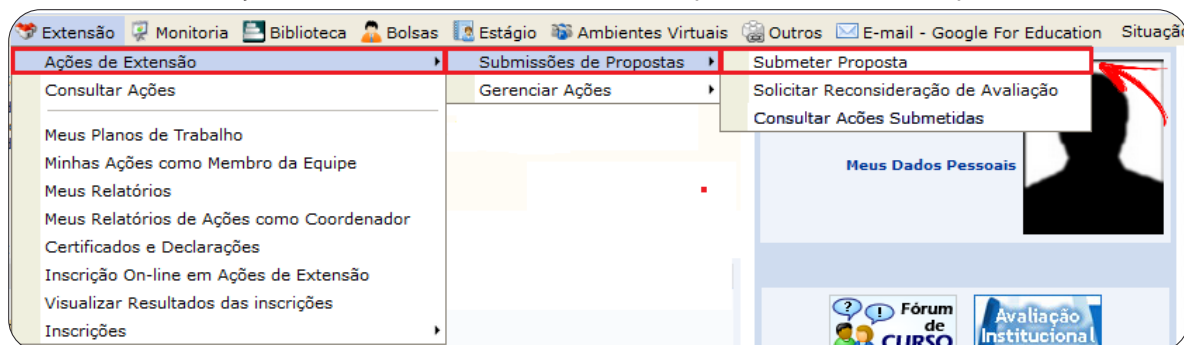 Extensão Monitoria Biblioteca Bolsas Estágio Ambientes Virtuais Outros E-mail - Google For Education Situaçã
Ações de Extensão Submissões de Propostas Submeter Proposta
Consultar Ações Gerenciar Ações Solicitar Reconsideração de Avaliação
Consultar Acões Submetidas
Meus Planos de Trabalho
Minhas Ações como Membro da Equipe
Meus Dados Pessoais
Meus Relatórios
Meus Relatórios de Ações como Coordenador
Certificados e Declarações
Inscrição On-line em Ações de Extensão
Visualizar Resultados das inscrições
Inscrições
Fórum
de
CURSO
Avaliação
Institucional